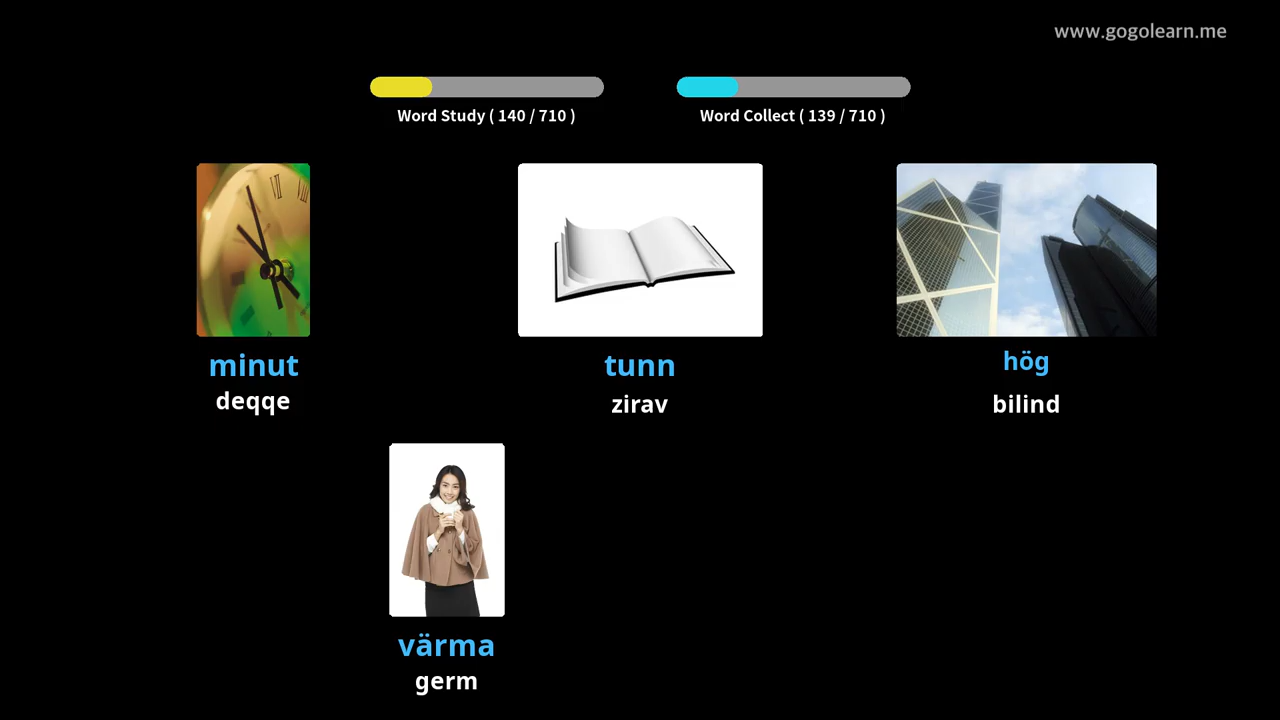 www.gogolearn.me
Word Study ( 140 / 710 )
Word Collect ( 139 / 710 )
minut
deqqe
tunn
zirav
hög
bilind
värma
germ